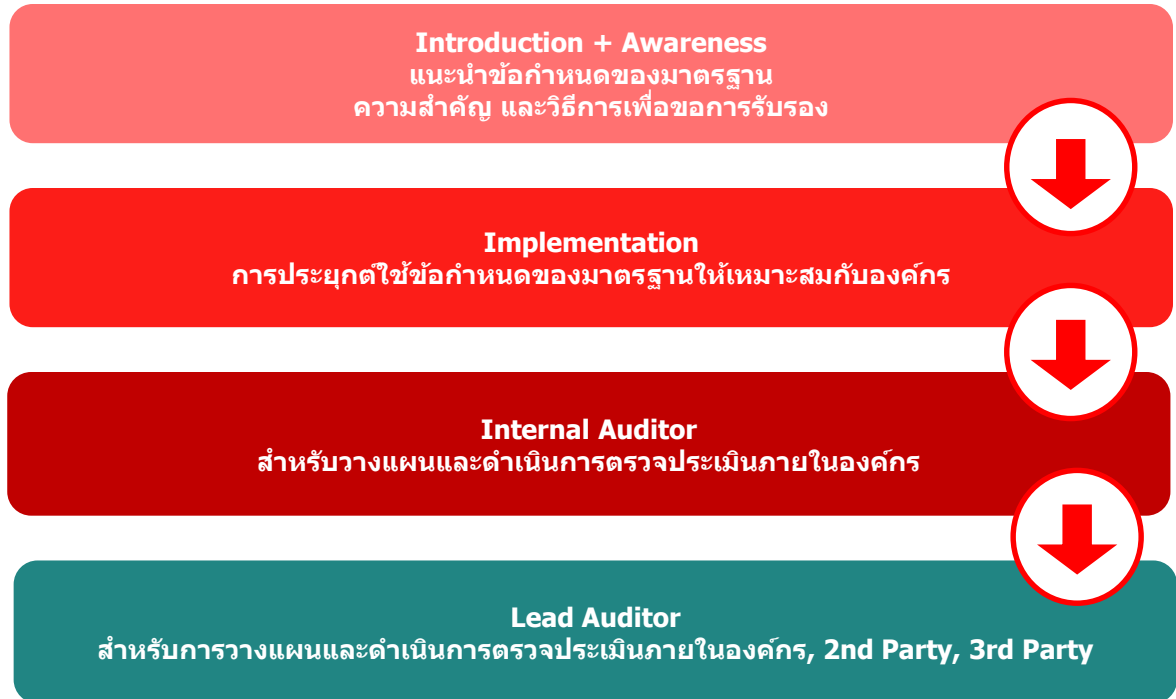 Introduction + Awareness
แนะนำข้อกำหนดของมาตรฐาน
ความสำคัญ และวิธีการเพื่อขอการรับรอง
Implementation
การประยุกต์ใช้ข้อกำหนดของมาตรฐานให้เหมาะสมกับองค์กร
Internal Auditor
สำหรับวางแผนและดำเนินการตรวจประเมินภายในองค์กร
Lead Auditor
สำหรับการวางแผนและดำเนินการตรวจประเมินภายในองค์กร, 2nd Party, 3rd Party